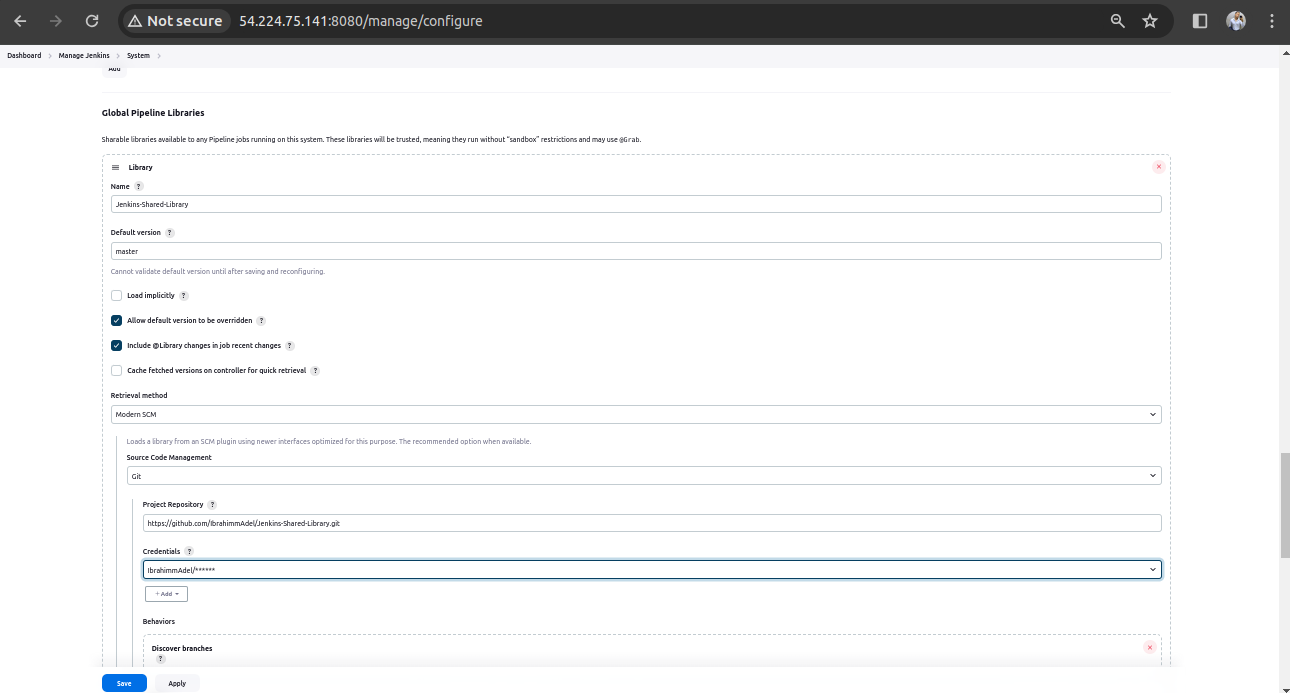 Not secure 54.224.75.141:8080/manage/configure
Dashboard > Manage Jenkins > System >
Add
Global Pipeline Libraries
Sharable libraries available to any Pipeline jobs running on this system. These libraries will be trusted, meaning they run without "sandbox" restrictions and may use @Grab.
Library
Name ?
Jenkins-Shared-Library
Default version ?
master
Cannot validate default version until after saving and reconfiguring.
Load implicitly ?
Allow default version to be overridden ?
Include @Library changes in job recent changes ?
Cache fetched versions on controller for quick retrieval ?
Retrieval method
Modern SCM
Loads a library from an SCM plugin using newer interfaces optimized for this purpose. The recommended option when available.
Source Code Management
Git
Project Repository ?
https://github.com/IbrahimmAdel/Jenkins-Shared-Library.git
Credentials ?
IbrahimmAdel/******
+ Add
Behaviors
Discover branches
?
Save Apply